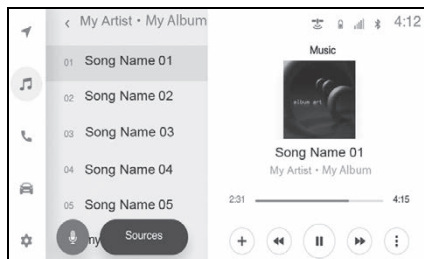 My Artist • My Album
01 Song Name 01
02 Song Name 02
03 Song Name 03
04 Song Name 04
05 Song Name 05
ny
Sources
4:12
Music
album art
Song Name 01
My Artist • My Album
2:31
4:15